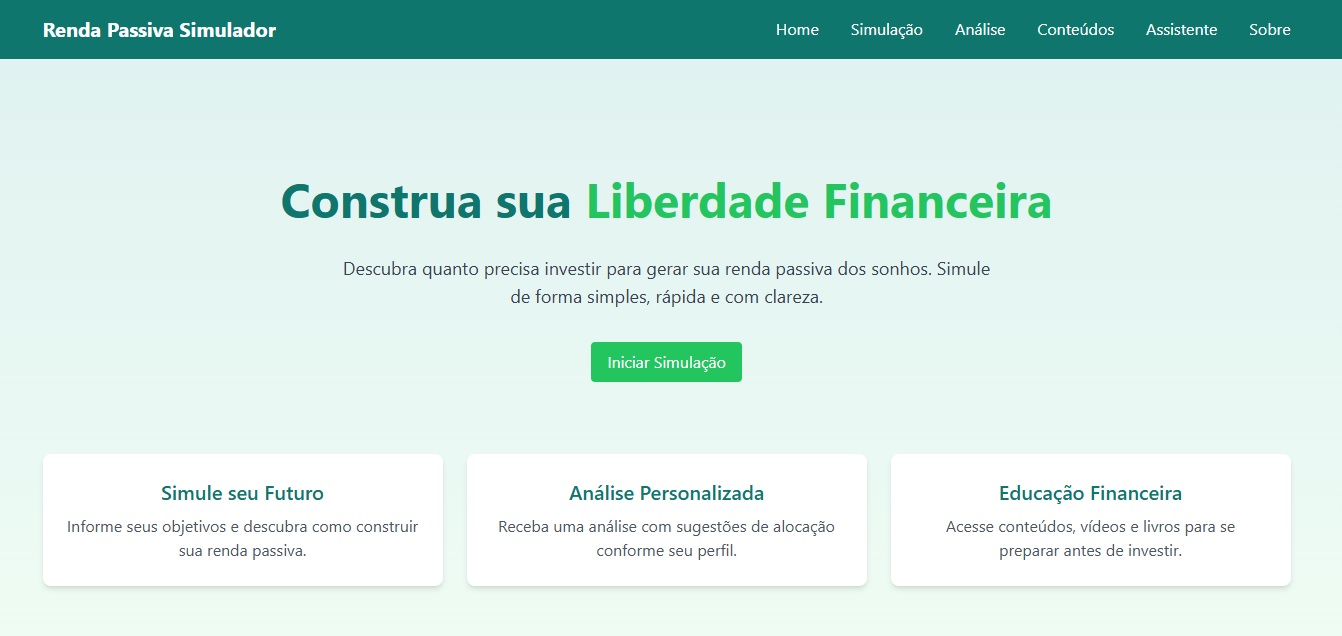 Renda Passiva Simulador
Home Simulação Análise Conteúdos Assistente Sobre
Construa sua Liberdade Financeira
Descubra quanto precisa investir para gerar sua renda passiva dos sonhos. Simule
de forma simples, rápida e com clareza.
Iniciar Simulação
Simule seu Futuro
Informe seus objetivos e descubra como construir
sua renda passiva.
Análise Personalizada
Receba uma análise com sugestões de alocação
conforme seu perfil.
Educação Financeira
Acesse conteúdos, vídeos e livros para se
preparar antes de investir.